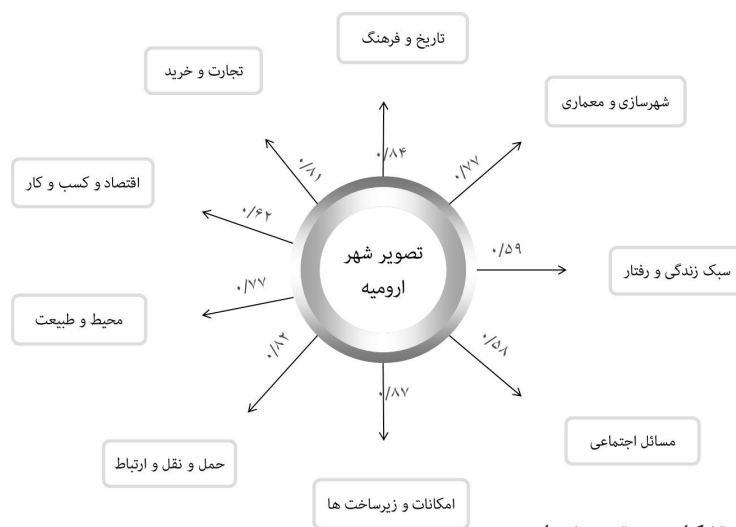 تاریخ و فرهنگ
تجارت و خرید
شهرسازی و معماری
۰/۸۴
۰/۸۱
۰/۷۷
اقتصاد و کسب و کار
۰/۶۲
تصویر شهر
ارومیه
۰/۵۹
سبک زندگی و رفتار
۰/۷۷
محیط و طبیعت
۰/۸۲
۰/۵۸
۰/۸۷
حمل و نقل و ارتباط
مسائل اجتماعی
امکانات و زیرساخت ها